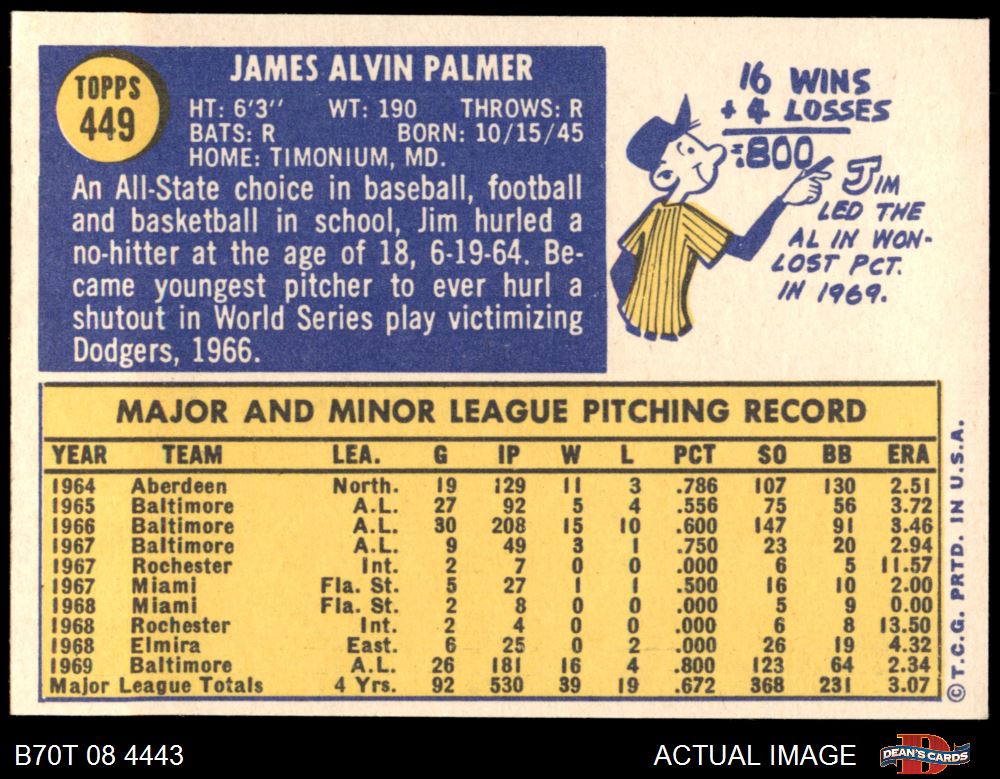 TOPPS
449
JAMES ALVIN PALMER
HT: 6'3" WT: 190 THROWS: R
BATS: R BORN: 10/15/45
HOME: TIMONIUM, MD.
An All-State choice in baseball, football
and basketball in school, Jim hurled a
no-hitter at the age of 18, 6-19-64. Be-
came youngest pitcher to ever hurl a
shutout in World Series play victimizing
Dodgers, 1966.
16 WINS
+ 4 LOSSES
=.800
JIM
LED THE
AL IN WON-
LOST PCT.
IN 1969.
MAJOR AND MINOR LEAGUE PITCHING RECORD
YEAR TEAM LEA. G IP W L PCT SO BB ERA
1964 Aberdeen North. 19 129 11 3 .786 107 130 2.51
1965 Baltimore A.L. 27 92 5 4 .556 75 56 3.72
1966 Baltimore A.L. 30 208 15 10 .600 147 91 3.46
1967 Baltimore A.L. 9 49 3 1 .750 23 20 2.94
1967 Rochester Int. 2 7 0 0 .000 6 5 11.57
1967 Miami Fla. St. 5 27 1 1 .500 16 10 2.00
1968 Miami Fla. St. 2 8 0 0 .000 5 9 0.00
1968 Rochester Int. 2 4 0 0 .000 6 8 13.50
1968 Elmira East. 6 25 0 2 .000 26 19 4.32
1969 Baltimore A.L. 26 181 16 4 .800 123 64 2.34
Major League Totals 4 Yrs. 92 530 39 19 .672 368 231 3.07
© T.C.G. PRTD. IN U.S.A.
B70T 08 4443
ACTUAL IMAGE
DEAN'S CARDS